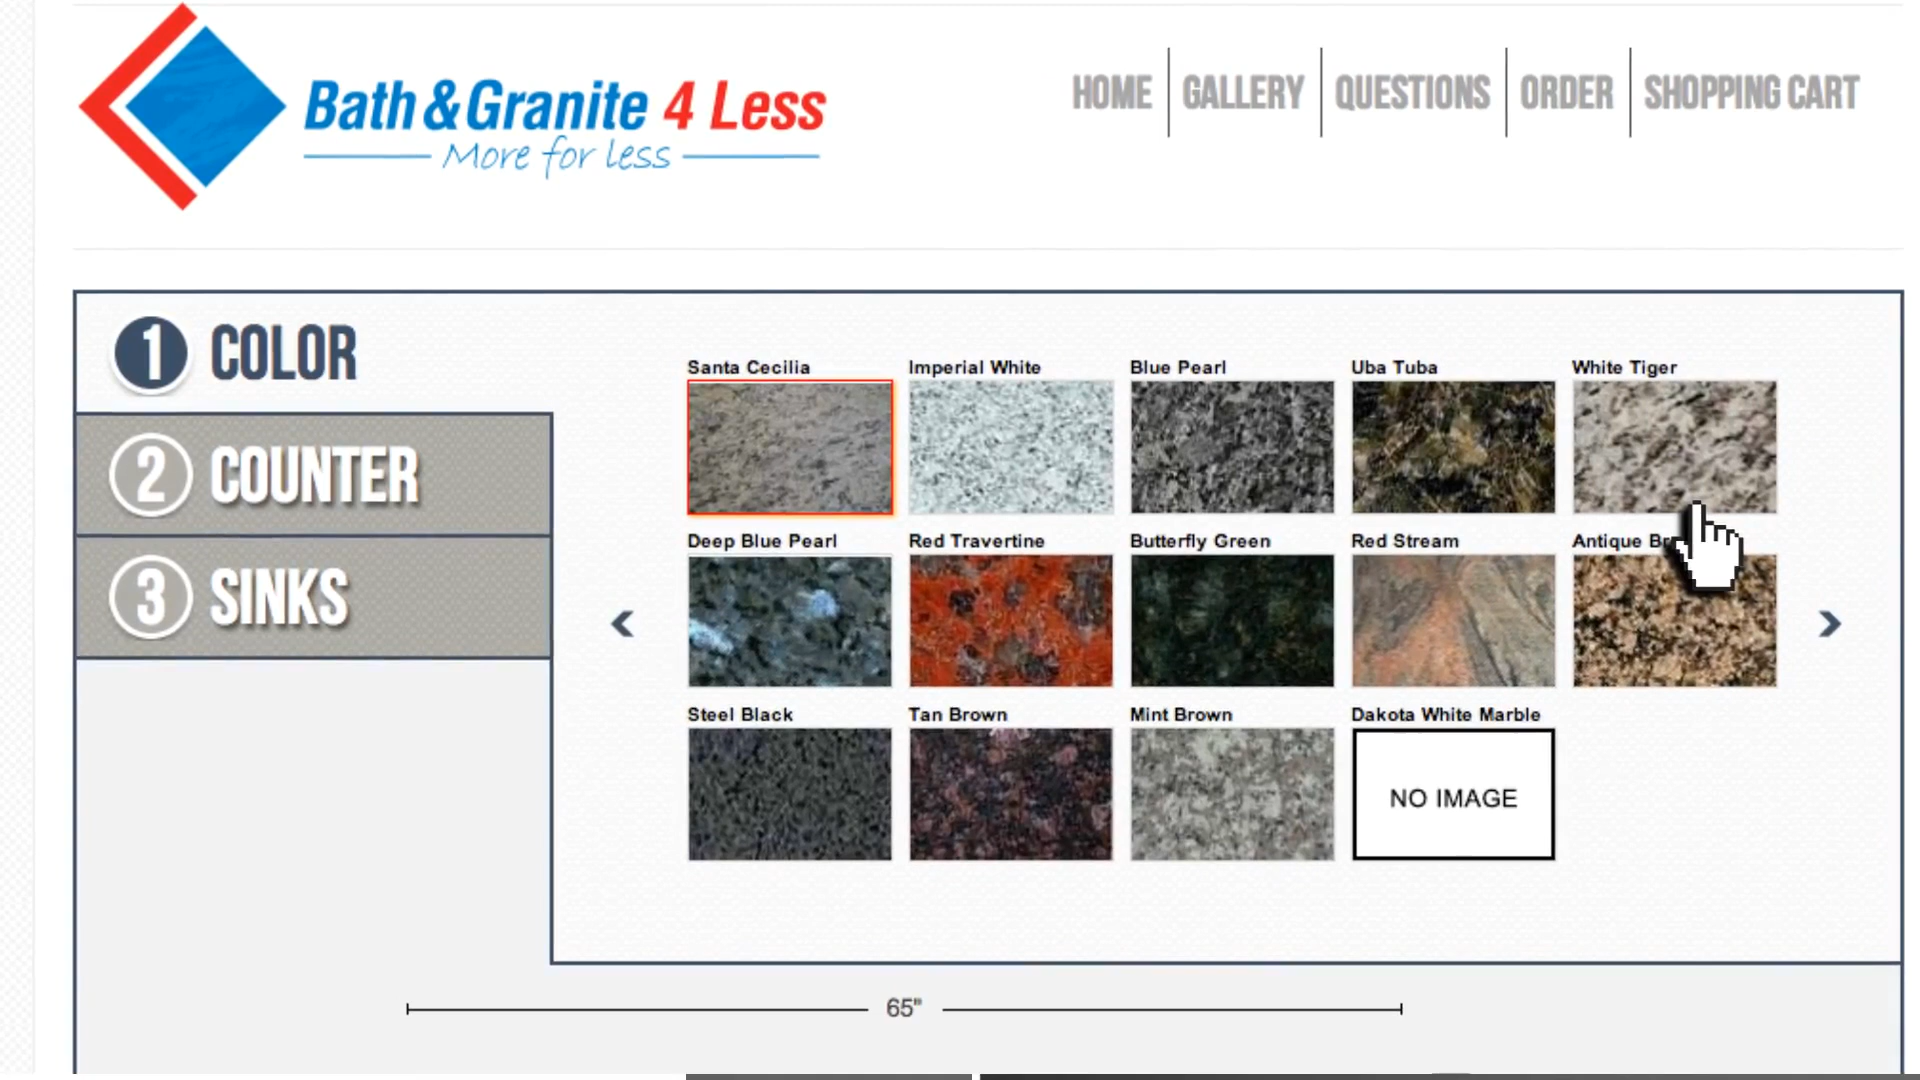 Bath & Granite 4 Less
More for less
HOME
GALLERY
QUESTIONS
ORDER
SHOPPING CART
1 COLOR
2 COUNTER
3 SINKS
Santa Cecilia
Imperial White
Blue Pearl
Uba Tuba
White Tiger
Deep Blue Pearl
Red Travertine
Butterfly Green
Red Stream
Antique
Steel Black
Tan Brown
Mint Brown
Dakota White Marble
NO IMAGE
65"